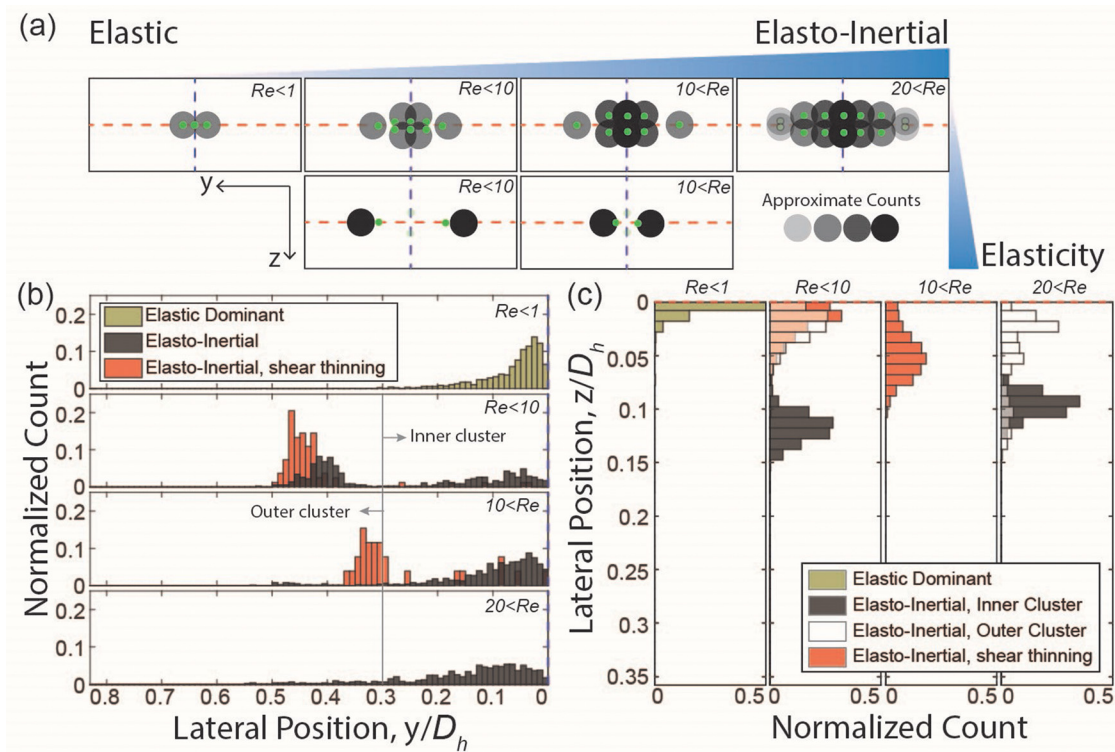 (a)
Elastic
Elasto-Inertial
Re<1
Re<10
10<Re
20<Re
y
z
Re<10
10<Re
Approximate Counts
Elasticity
(b)
Elastic Dominant
Elasto-Inertial
Elasto-Inertial, shear thinning
Re<1
0.2
0.1
0
Re<10
0.2
0.1
0
Inner cluster
10<Re
0.2
0.1
0
Outer cluster
20<Re
0.2
0.1
0
0.8 0.7 0.6 0.5 0.4 0.3 0.2 0.1 0
Normalized Count
Lateral Position, y/Dh
(c)
Re<1
Re<10
10<Re
20<Re
0
0.05
0.1
0.15
0.2
0.25
0.3
0.35
Lateral Position, z/Dh
Elastic Dominant
Elasto-Inertial, Inner Cluster
Elasto-Inertial, Outer Cluster
Elasto-Inertial, shear thinning
0 0.5 0 0.5 0 0.5 0 0.5
Normalized Count